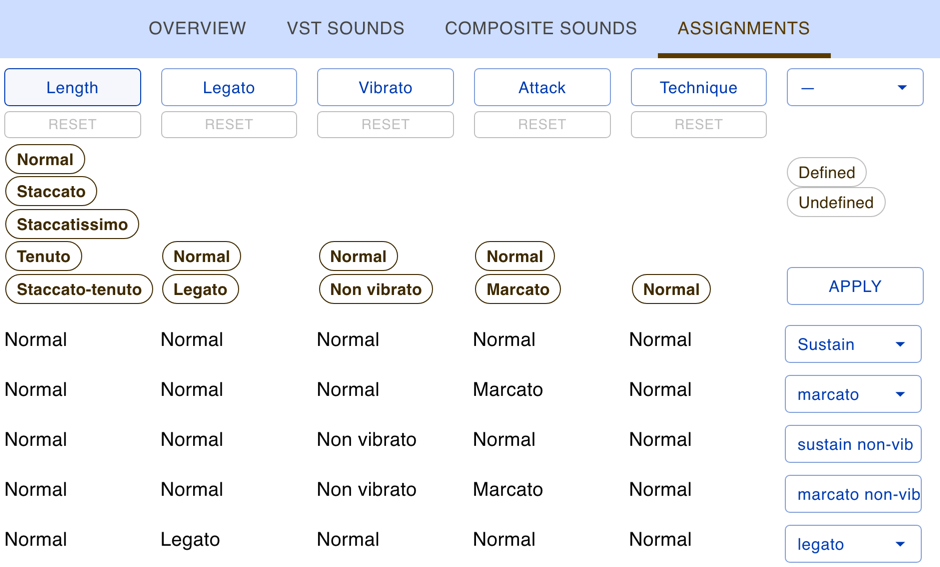 OVERVIEW VST SOUNDS COMPOSITE SOUNDS ASSIGNMENTS
Length Legato Vibrato Attack Technique —
RESET RESET RESET RESET RESET
Normal
Defined
Staccato
Undefined
Staccatissimo
Tenuto Normal Normal Normal
Staccato-tenuto Legato Non vibrato Marcato Normal APPLY
Normal Normal Normal Normal Normal Sustain
Normal Normal Normal Marcato Normal marcato
Normal Normal Non vibrato Normal Normal sustain non-vib
Normal Normal Non vibrato Marcato Normal marcato non-vib
Normal Legato Normal Normal Normal legato